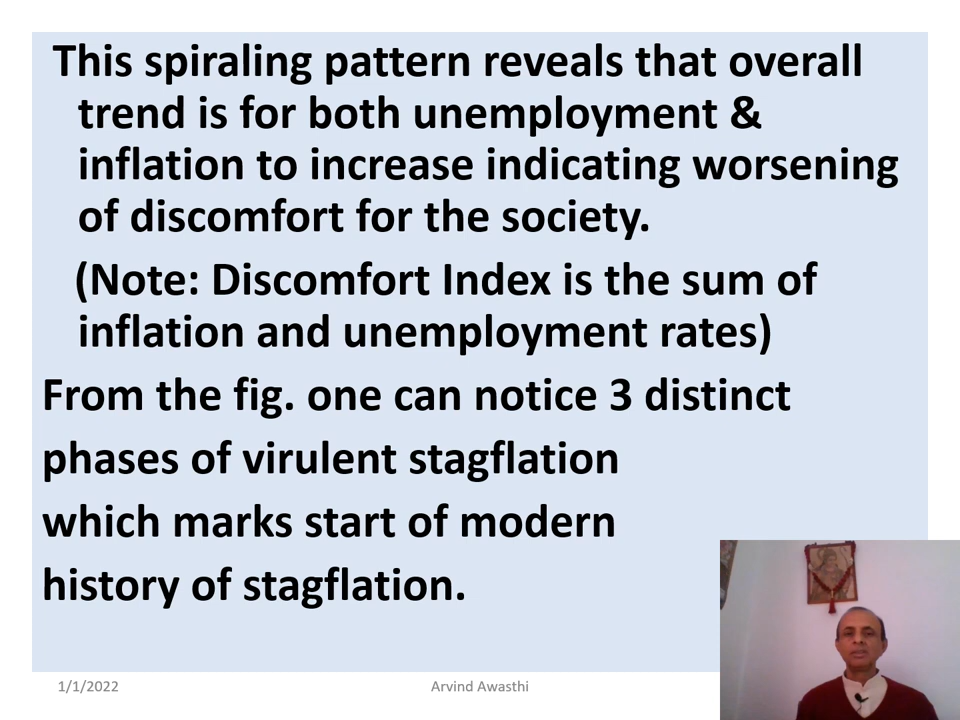 This spiraling pattern reveals that overall
trend is for both unemployment &
inflation to increase indicating worsening
of discomfort for the society.
(Note: Discomfort Index is the sum of
inflation and unemployment rates)
From the fig. one can notice 3 distinct
phases of virulent stagflation
which marks start of modern
history of stagflation.
1/1/2022
Arvind Awasthi